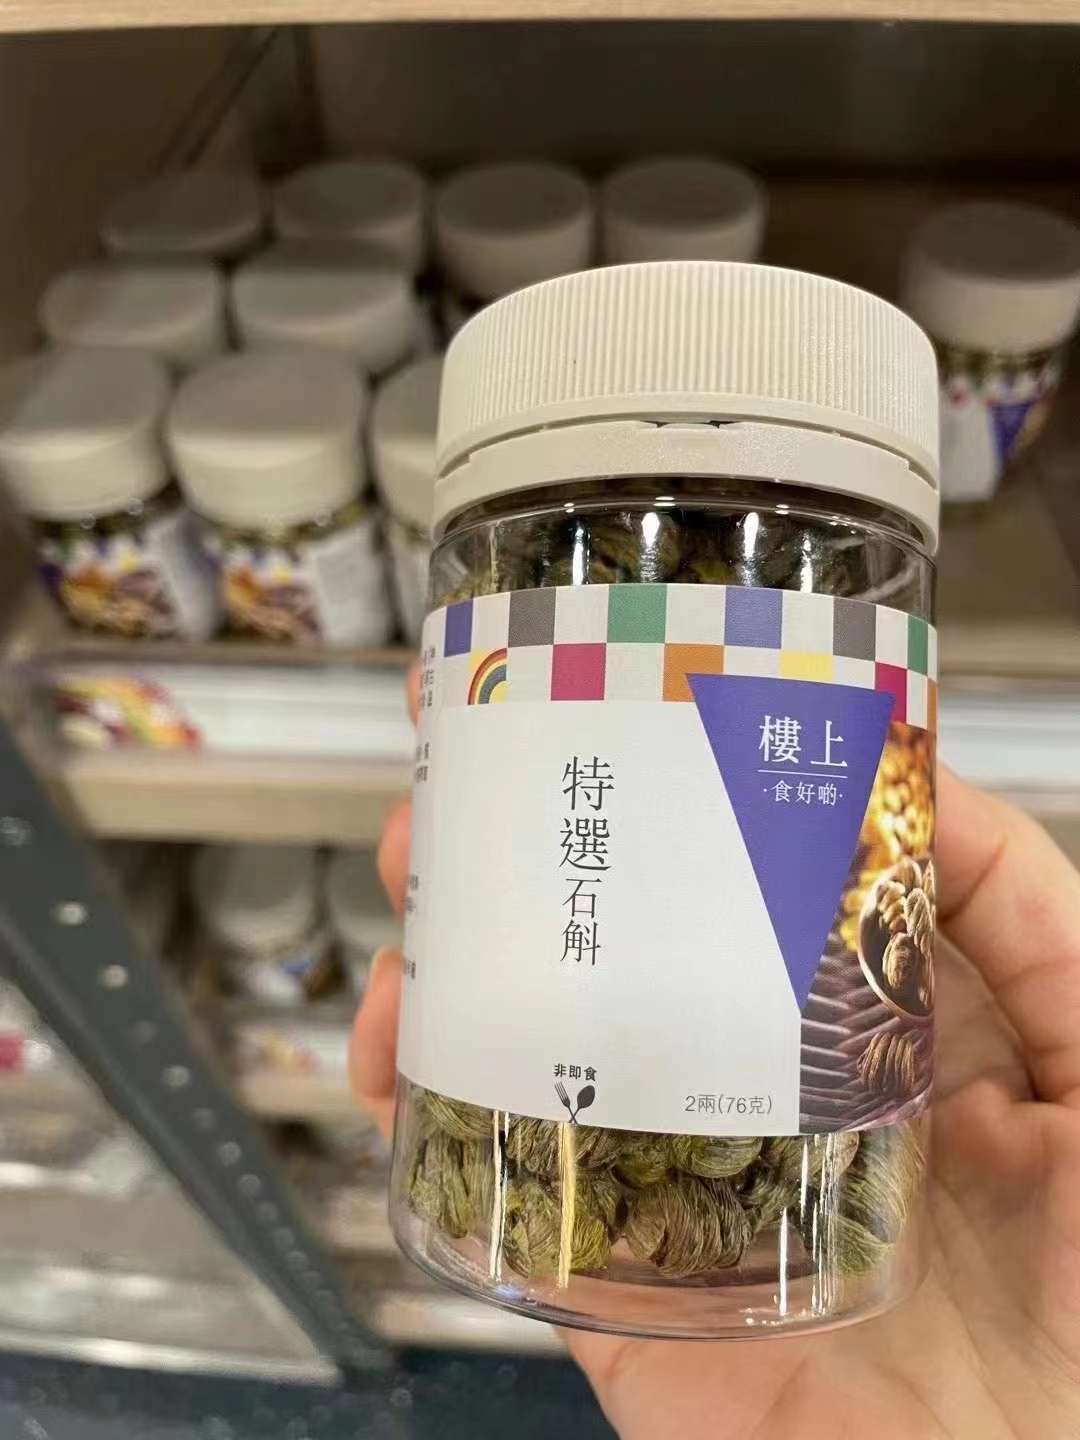 樓上
·食好啲·
特選石斛
非即食
2兩(76克)